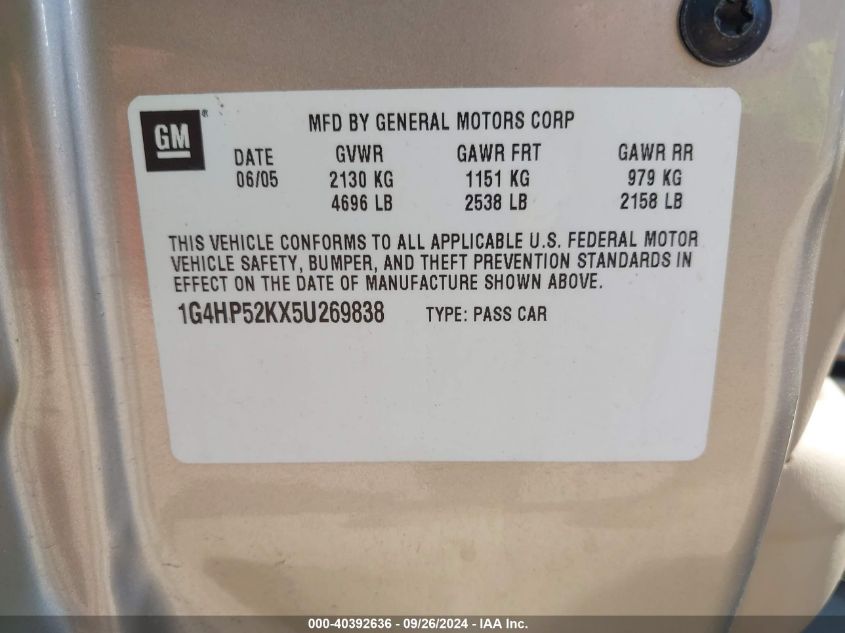 GM ®
MFD BY GENERAL MOTORS CORP
DATE GVWR GAWR FRT GAWR RR
06/05 2130 KG 1151 KG 979 KG
4696 LB 2538 LB 2158 LB
THIS VEHICLE CONFORMS TO ALL APPLICABLE U.S. FEDERAL MOTOR
VEHICLE SAFETY, BUMPER, AND THEFT PREVENTION STANDARDS IN
EFFECT ON THE DATE OF MANUFACTURE SHOWN ABOVE.
1G4HP52KX5U269838 TYPE: PASS CAR
000-40392636 - 09/26/2024 - IAA Inc.